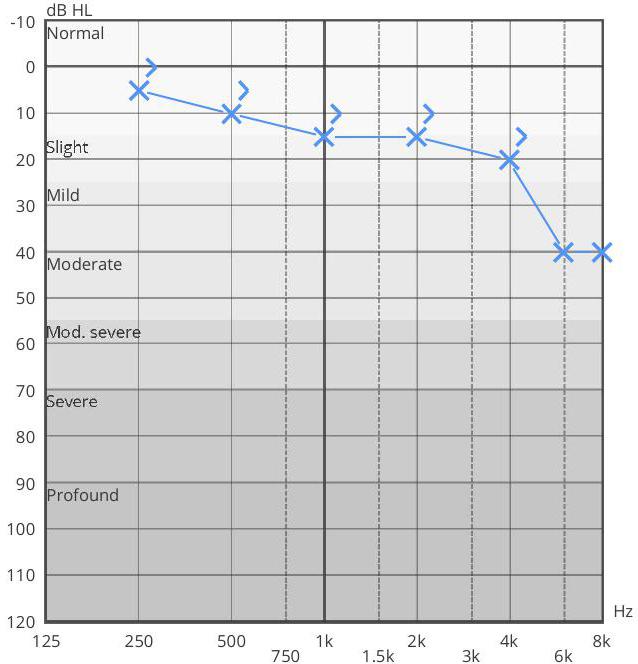 dB HL
-10
Normal
0
10
Slight
20
Mild
30
40
Moderate
50
Mod. severe
60
70
Severe
80
90
Profound
100
110
120
Hz
125 250 500 1k 2k 4k 8k
750 1.5k 3k 6k